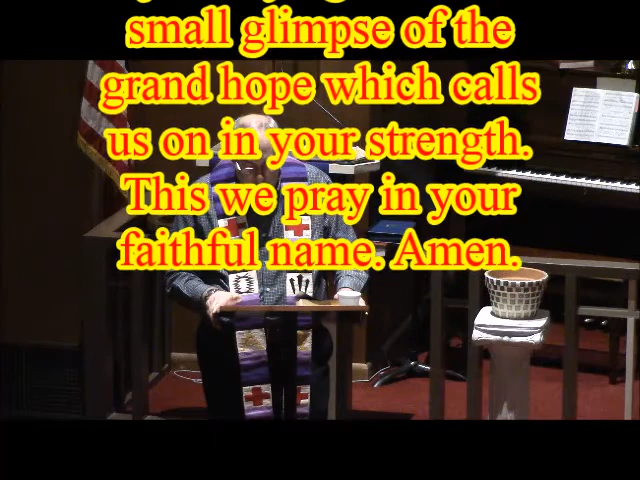 small glimpse of the
grand hope which calls
us on in your strength.
This we pray in your
faithful name. Amen.